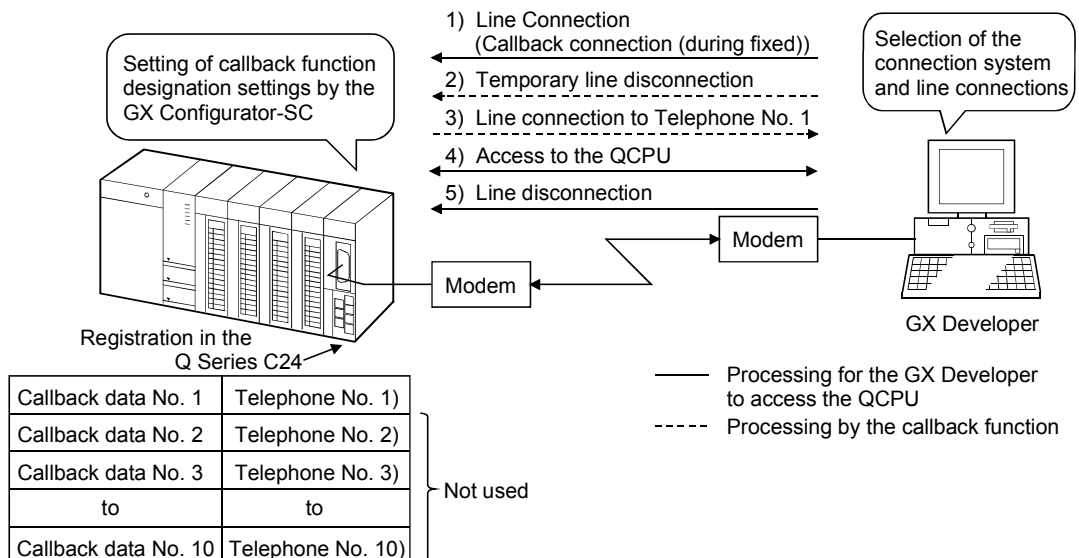 1) Line Connection
(Callback connection (during fixed))
2) Temporary line disconnection
3) Line connection to Telephone No. 1
4) Access to the QCPU
5) Line disconnection
Setting of callback function
designation settings by the
GX Configurator-SC
Selection of the
connection system
and line connections
Modem
Modem
GX Developer
Registration in the
Q Series C24
Processing for the GX Developer
to access the QCPU
Processing by the callback function
Callback data No. 1 Telephone No. 1)
Callback data No. 2 Telephone No. 2)
Callback data No. 3 Telephone No. 3)
to to
Callback data No. 10 Telephone No. 10)
Not used